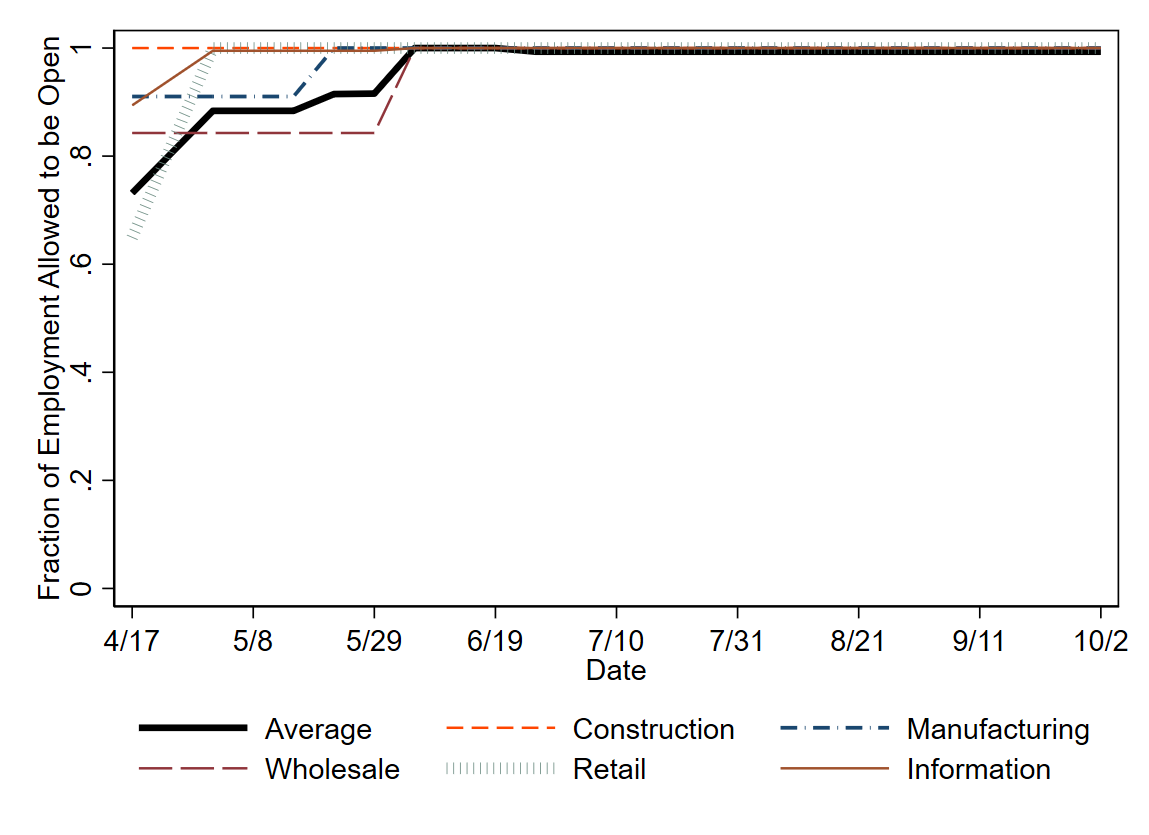 Fraction of Employment Allowed to be Open
1
.8
.6
.4
.2
0
4/17 5/8 5/29 6/19 7/10 7/31 8/21 9/11 10/2
Date
Average Construction Manufacturing
Wholesale Retail Information